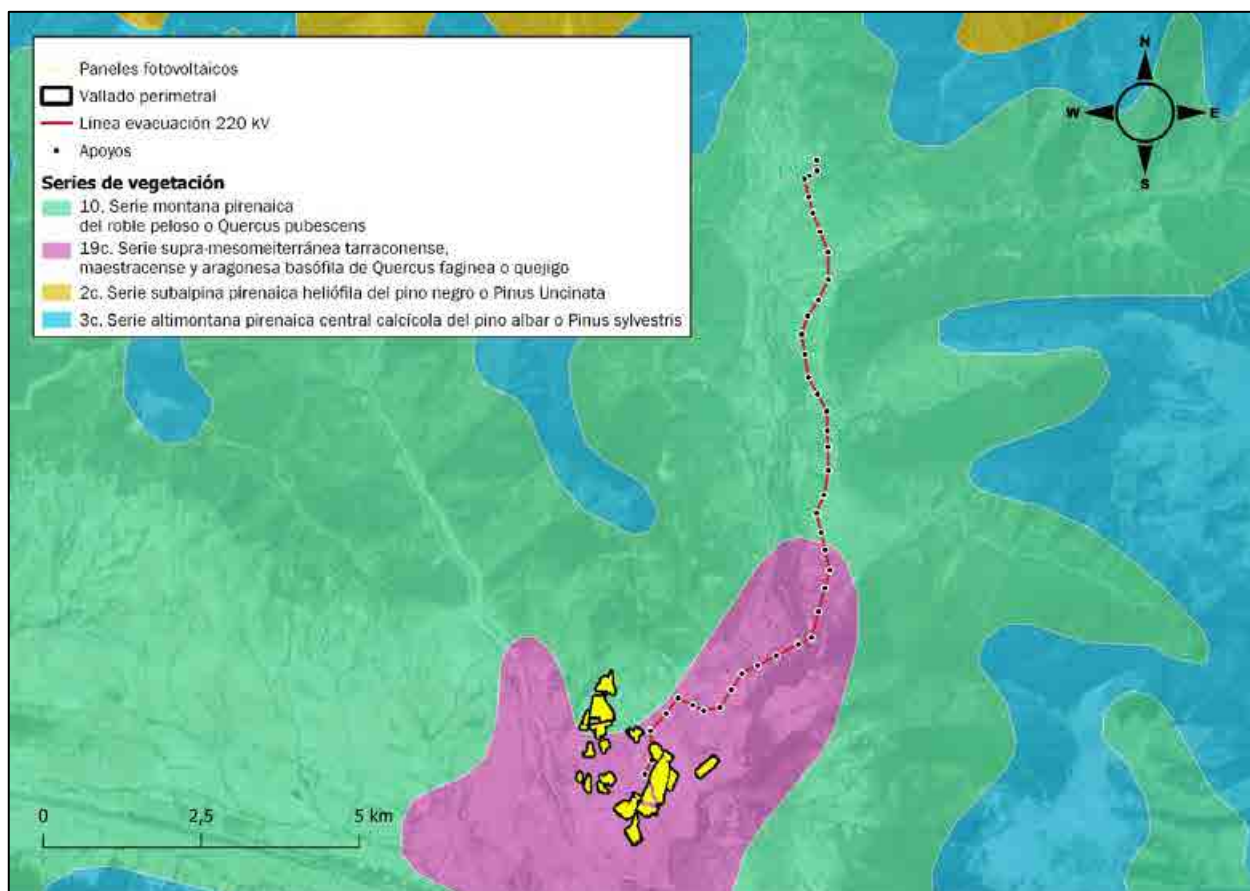 Paneles fotovoltaicos
Vallado perimetral
Línea evacuación 220 kV
Apoyos
Series de vegetación
10. Serie montana pirenaica
del roble peloso o Quercus pubescens
19c. Serie supra-mesomeiterránea tarraconense,
maestracense y aragonesa basófila de Quercus faginea o quejigo
2c. Serie subalpina pirenaica heliófila del pino negro o Pinus Uncinata
3c. Serie altimontana pirenaica central calcícola del pino albar o Pinus sylvestris
N
W E
S
0 2,5 5 km